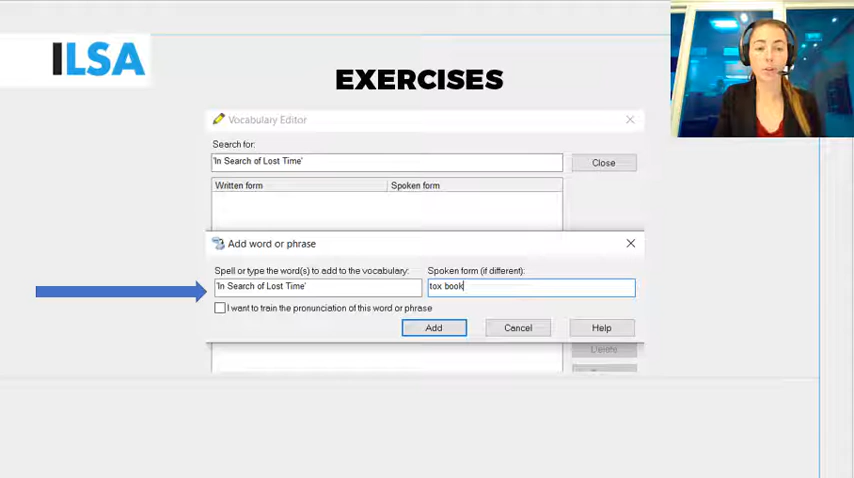 ILSA
EXERCISES
Vocabulary Editor
Search for:
'In Search of Lost Time'
Close
Written form
Spoken form
Add word or phrase
Spell or type the word(s) to add to the vocabulary:
Spoken form (if different):
'In Search of Lost Time'
tox book
I want to train the pronunciation of this word or phrase
Add
Cancel
Help